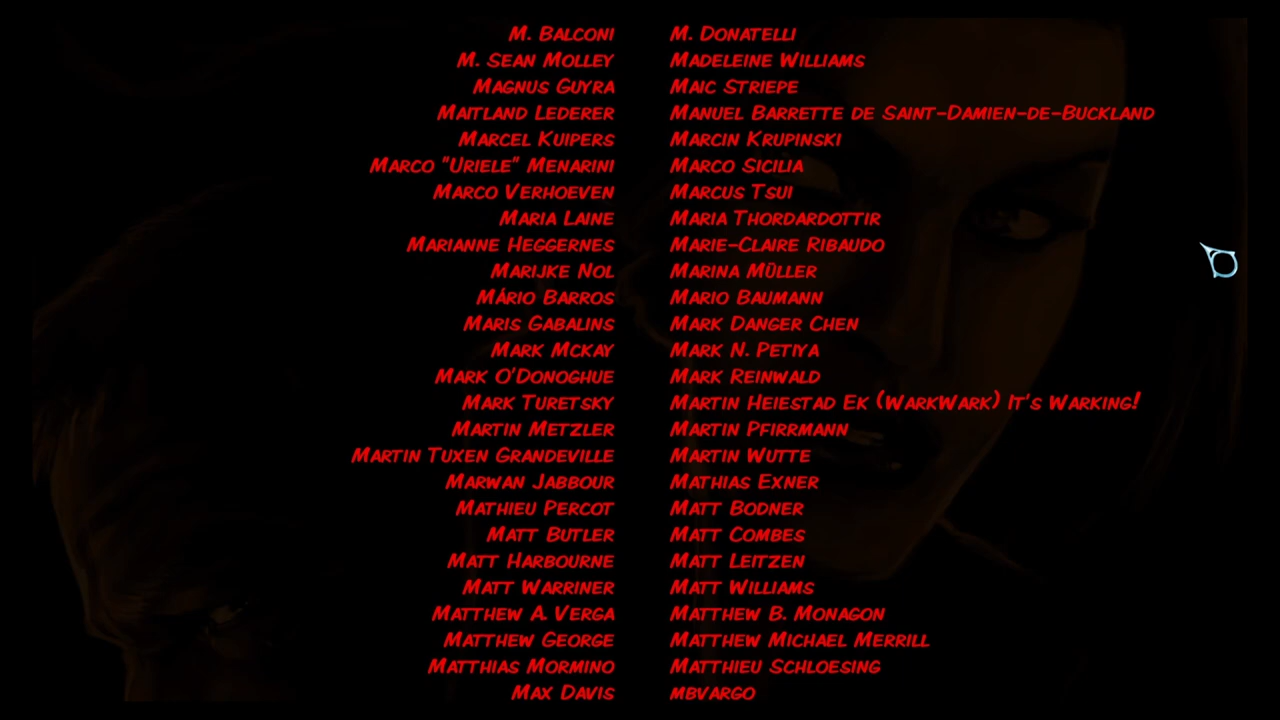 M. Balconi M. Donatelli
M. Sean Molley Madeleine Williams
Magnus Guyra Maic Striepe
Maitland Lederer Manuel Barrette de Saint-Damien-de-Buckland
Marcel Kuipers Marcin Krupinski
Marco "Uriele" Menarini Marco Sicilia
Marco Verhoeven Marcus Tsui
Maria Laine Maria Thordardottir
Marianne Heggernes Marie-Claire Ribaudo
Marijke Nol Marina Müller
Mário Barros Mario Baumann
Maris Gabalins Mark Danger Chen
Mark Mckay Mark N. Petiya
Mark O'Donoghue Mark Reinwald
Mark Turetsky Martin Heiestad Ek (WarkWark) It's Warking!
Martin Metzler Martin Pfirrmann
Martin Tuxen Grandeville Martin Wutte
Marwan Jabbour Mathias Exner
Mathieu Percot Matt Bodner
Matt Butler Matt Combes
Matt Harbourne Matt Leitzen
Matt Warriner Matt Williams
Matthew A. Verga Matthew B. Monagon
Matthew George Matthew Michael Merrill
Matthias Mormino Matthieu Schloesing
Max Davis mbvargo